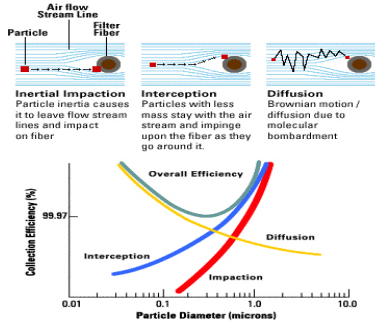 Air flow
Stream Line
Filter
Fiber
Particle
Inertial Impaction
Particle inertia causes
it to leave flow stream
lines and impact
on fiber
Interception
Particles with less
mass stay with the air
stream and impinge
upon the fiber as they
go around it.
Diffusion
Brownian motion /
diffusion due to
molecular
bombardment
Overall Efficiency
99.97
Collection Efficiency (%)
Diffusion
Interception
Impaction
0.01
0.1
1.0
10.0
Particle Diameter (microns)